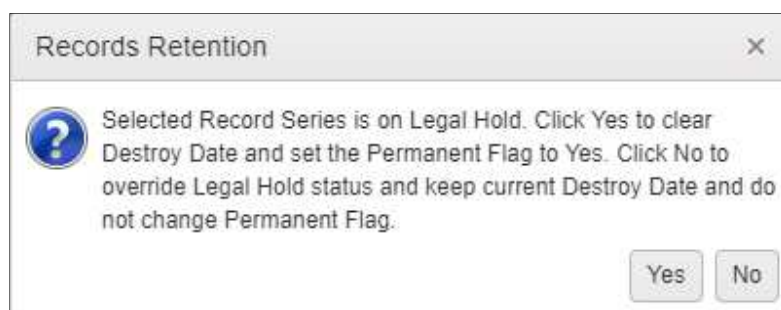 Records Retention ×
Selected Record Series is on Legal Hold. Click Yes to clear
Destroy Date and set the Permanent Flag to Yes. Click No to
override Legal Hold status and keep current Destroy Date and do
not change Permanent Flag.
Yes No